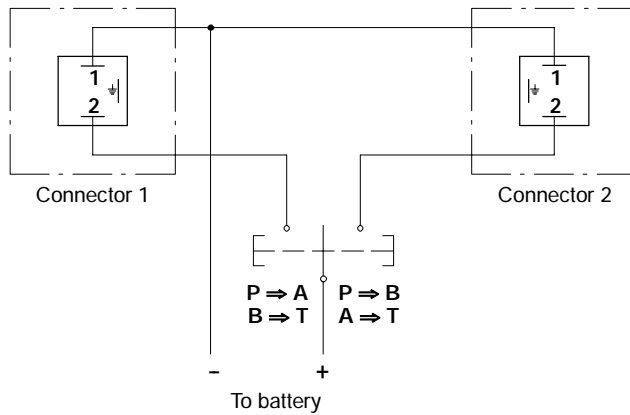 1
2
1
2
Connector 1
Connector 2
P ⇒ A
B ⇒ T
P ⇒ B
A ⇒ T
-
+
To battery